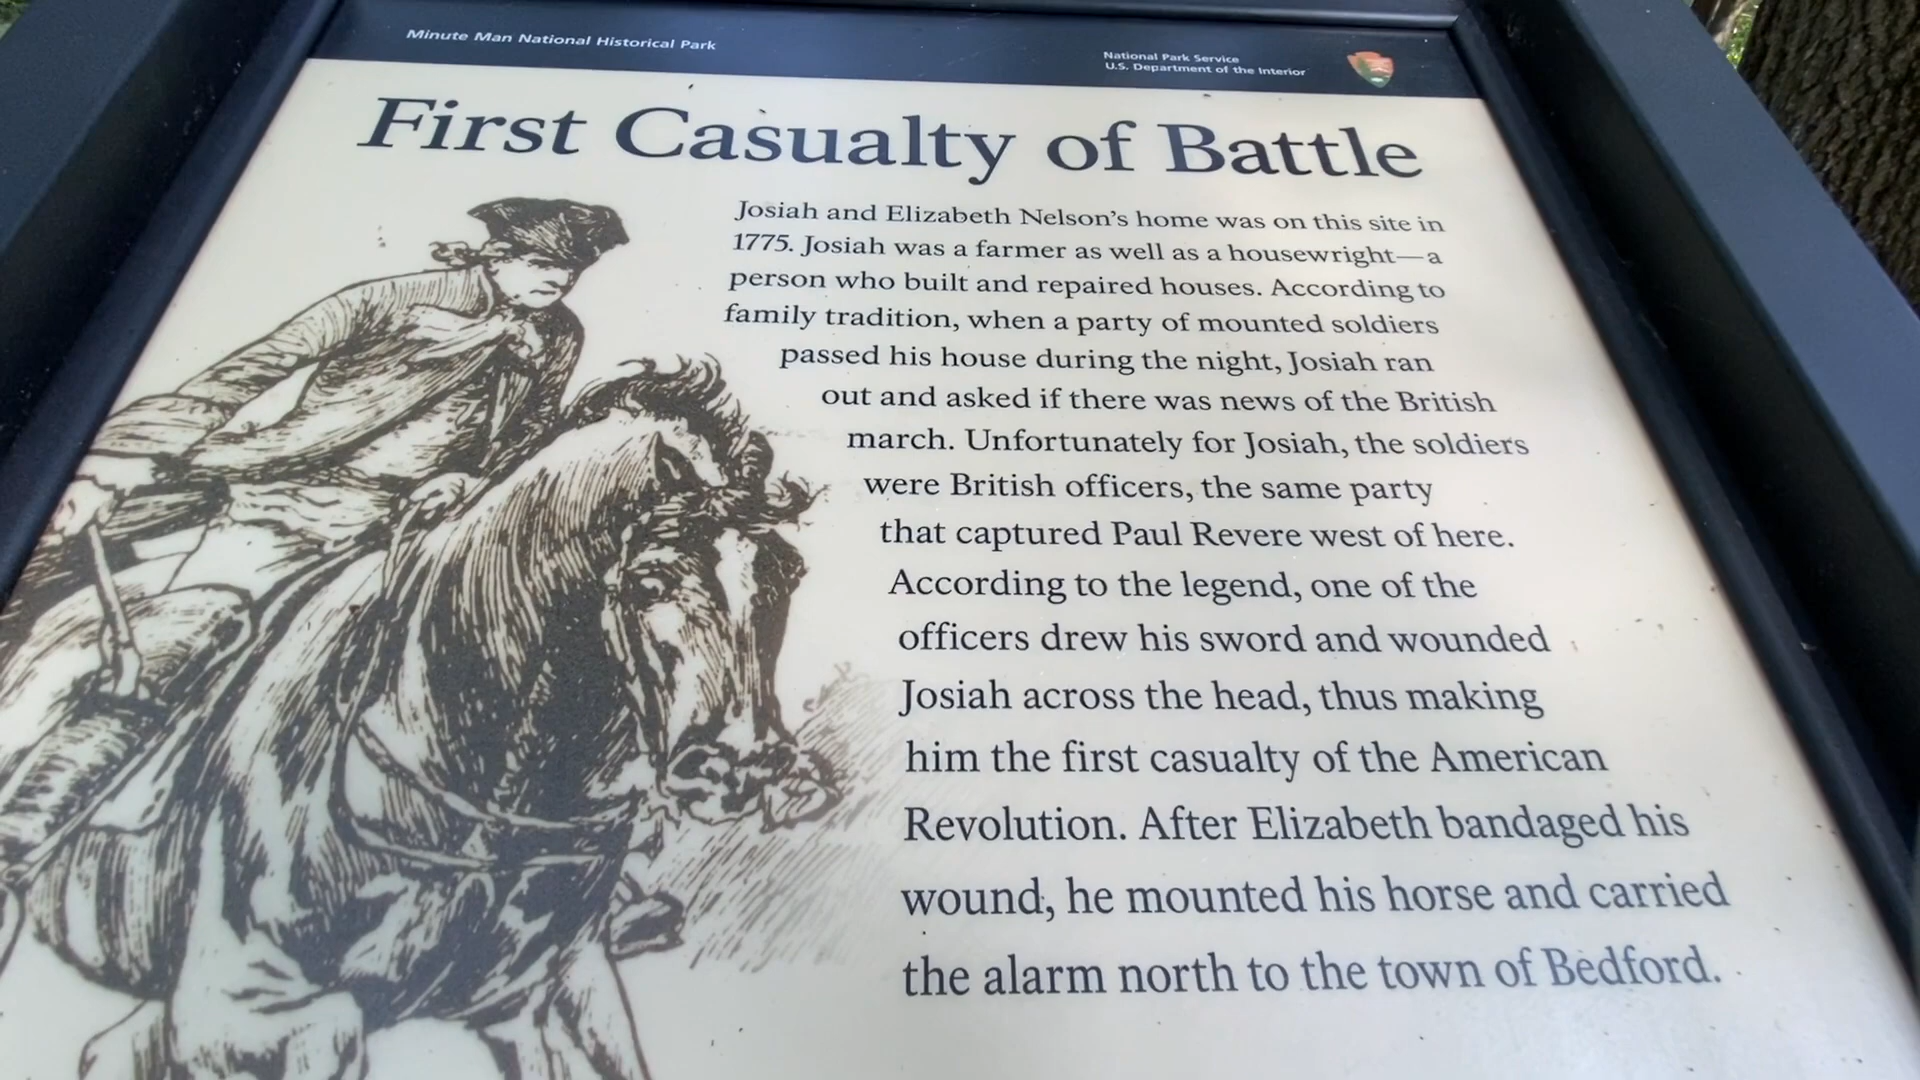 Minute Man National Historical Park
National Park Service
U.S. Department of the Interior
First Casualty of Battle
Josiah and Elizabeth Nelson's home was on this site in
1775. Josiah was a farmer as well as a housewright—a
person who built and repaired houses. According to
family tradition, when a party of mounted soldiers
passed his house during the night, Josiah ran
out and asked if there was news of the British
march. Unfortunately for Josiah, the soldiers
were British officers, the same party
that captured Paul Revere west of here.
According to the legend, one of the
officers drew his sword and wounded
Josiah across the head, thus making
him the first casualty of the American
Revolution. After Elizabeth bandaged his
wound, he mounted his horse and carried
the alarm north to the town of Bedford.